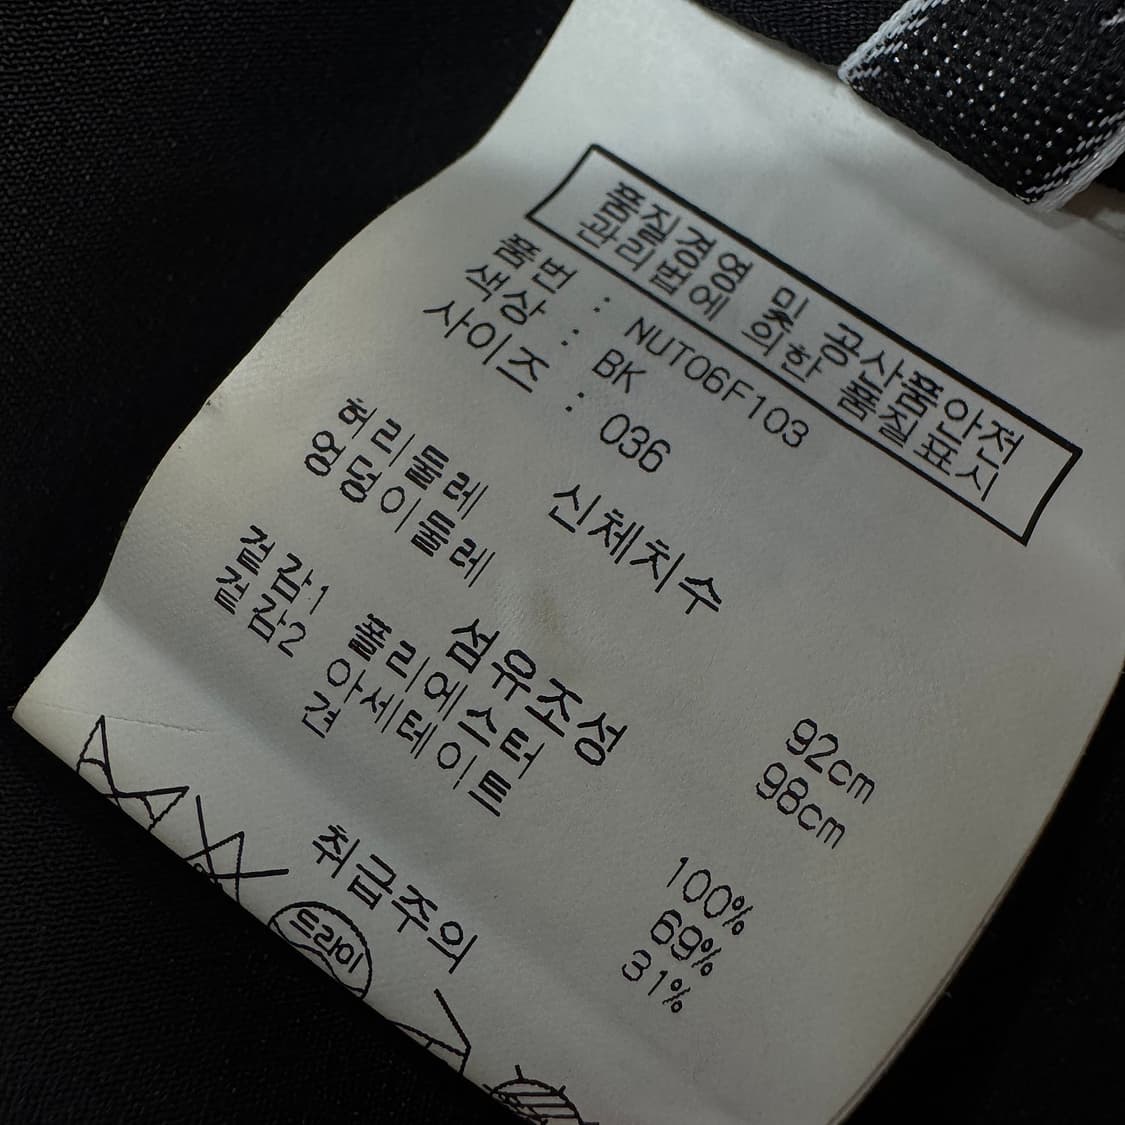 품질경영 및 공산품안전
관리법에 의한 품질표시
품번 : NUT06F103
색상 : BK
사이즈 : 036
신체치수
허리둘레 92cm
엉덩이둘레 98cm
섬유조성
겉감1 폴리에스터 100%
겉감2 아세테이트 69%
견 31%
취급주의
드라이